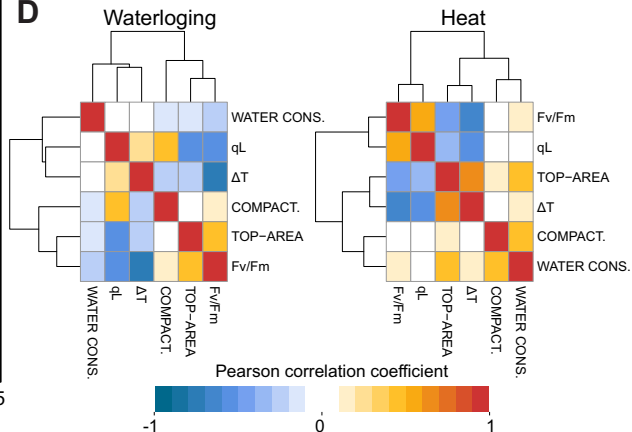 D
Waterloging
Heat
WATER CONS.
qL
ΔT
COMPACT.
TOP−AREA
Fv/Fm
WATER CONS.
qL
ΔT
COMPACT.
TOP−AREA
Fv/Fm
Fv/Fm
qL
TOP−AREA
ΔT
COMPACT.
WATER CONS.
Fv/Fm
qL
TOP−AREA
ΔT
COMPACT.
WATER CONS.
Pearson correlation coefficient
-1 0 1
5